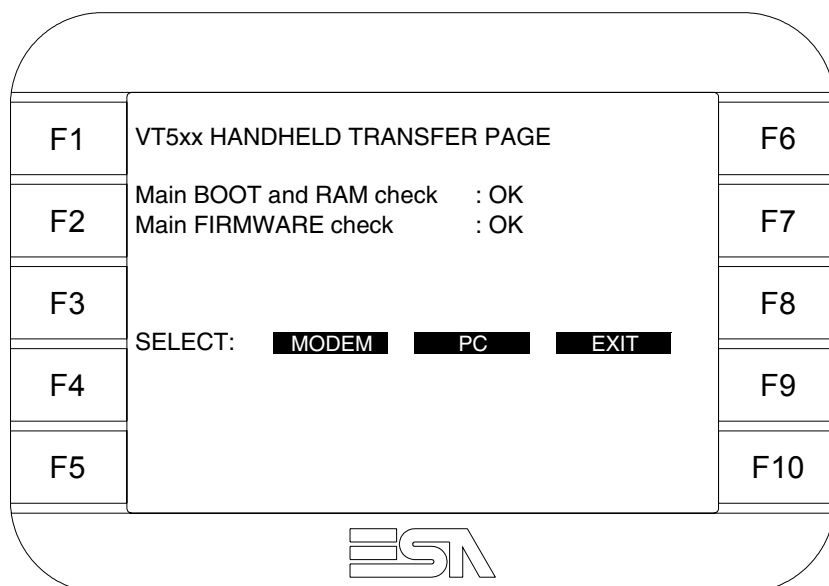 F1
F2
F3
F4
F5
VT5xx HANDHELD TRANSFER PAGE
Main BOOT and RAM check : OK
Main FIRMWARE check : OK
SELECT: MODEM PC EXIT
F6
F7
F8
F9
F10
ESA